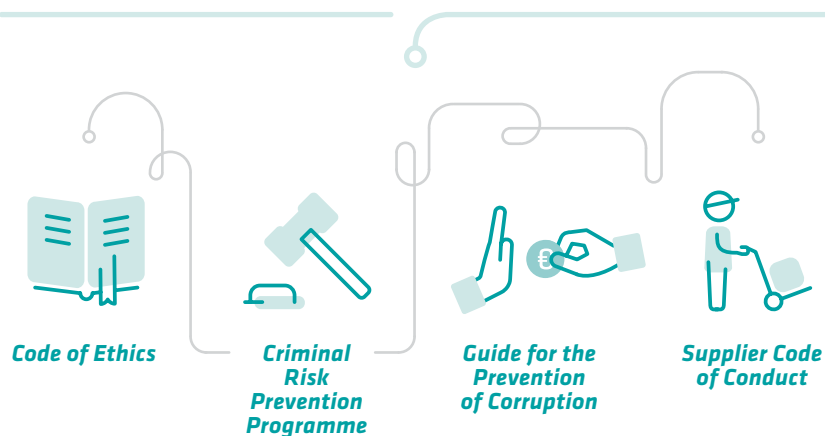 €
Code of Ethics
Criminal
Risk
Prevention
Programme
Guide for the
Prevention
of Corruption
Supplier Code
of Conduct